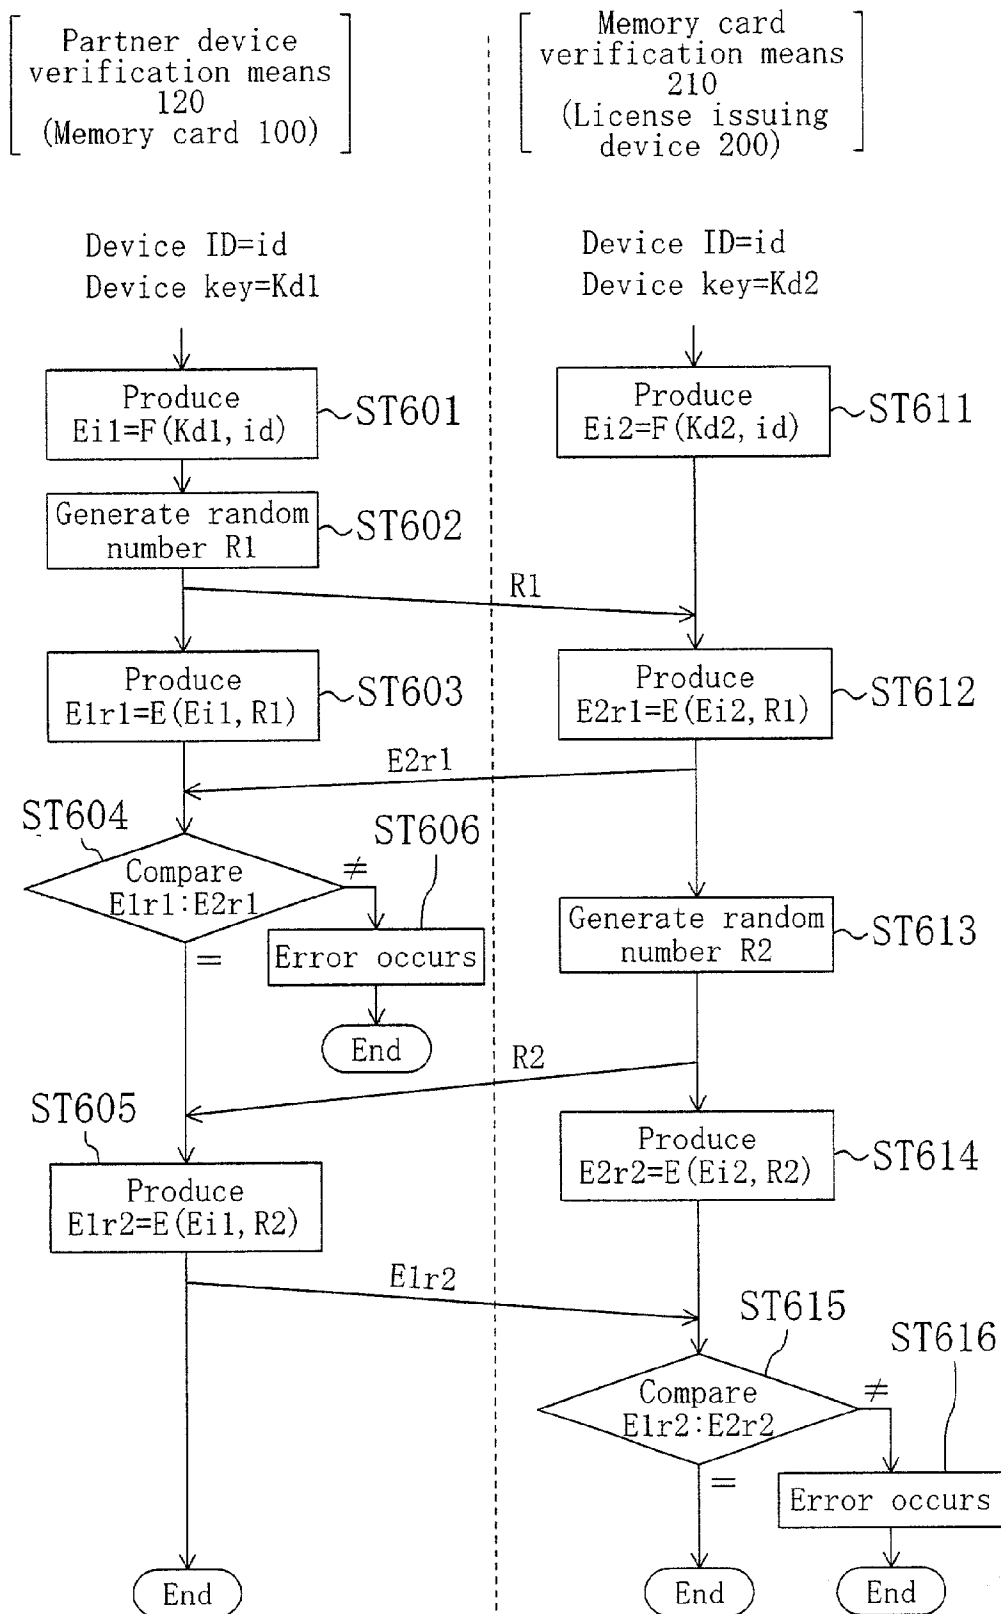 Partner device
verification means
120
(Memory card 100)
Memory card
verification means
210
(License issuing
device 200)
Device ID=id
Device key=Kd1
Device ID=id
Device key=Kd2
Produce
Ei1=F(Kd1, id)
ST601
Produce
Ei2=F(Kd2, id)
ST611
Generate random
number R1
ST602
R1
Produce
E1r1=E(Ei1, R1)
ST603
Produce
E2r1=E(Ei2, R1)
ST612
E2r1
ST604
Compare
E1r1:E2r1
≠
=
ST606
Error occurs
End
Generate random
number R2
ST613
R2
ST605
Produce
E1r2=E(Ei1, R2)
Produce
E2r2=E(Ei2, R2)
ST614
E1r2
ST615
Compare
E1r2:E2r2
≠
=
ST616
Error occurs
End
End
End